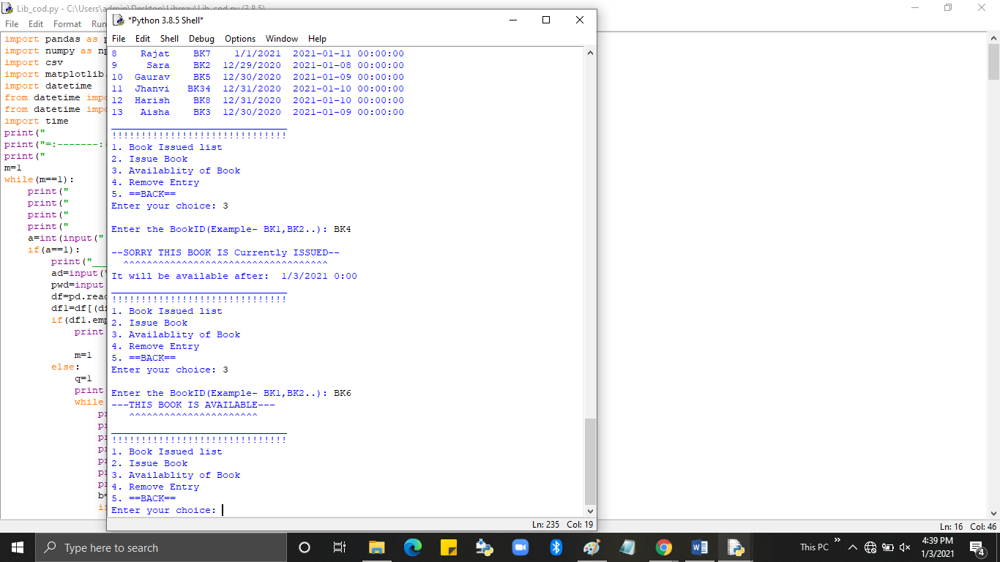 Lib_cod.py - C:\Users\admin\Desktop\Library\Lib_cod.py (3.8.5)
File Edit Format Run
import pandas as p
import numpy as np
import csv
import matplotlib.
import datetime
from datetime impo
from datetime impo
import time
print("
print("=:-------:
print("
m=1
while(m==1):
print("
print("
print("
print("
a=int(input("
if(a==1):
print("___
ad=input("
pwd=input
df=pd.read
df1=df[(df
if(df1.emp
print
m=1
else:
q=1
print
while
pr
pr
pr
pr
pr
pr
pr
b=
if
*Python 3.8.5 Shell*
File Edit Shell Debug Options Window Help
8 Rajat BK7 1/1/2021 2021-01-11 00:00:00
9 Sara BK2 12/29/2020 2021-01-08 00:00:00
10 Gaurav BK5 12/30/2020 2021-01-09 00:00:00
11 Jhanvi BK34 12/31/2020 2021-01-10 00:00:00
12 Harish BK8 12/31/2020 2021-01-10 00:00:00
13 Aisha BK3 12/30/2020 2021-01-09 00:00:00
______________________________
!!!!!!!!!!!!!!!!!!!!!!!!!!!!!!
1. Book Issued list
2. Issue Book
3. Availablity of Book
4. Remove Entry
5. ==BACK==
Enter your choice: 3
Enter the BookID(Example- BK1,BK2..): BK4
--SORRY THIS BOOK IS Currently ISSUED--
^^^^^^^^^^^^^^^^^^^^^^^^^^^^^^^^^^^
It will be available after: 1/3/2021 0:00
______________________________
!!!!!!!!!!!!!!!!!!!!!!!!!!!!!!
1. Book Issued list
2. Issue Book
3. Availablity of Book
4. Remove Entry
5. ==BACK==
Enter your choice: 3
Enter the BookID(Example- BK1,BK2..): BK6
---THIS BOOK IS AVAILABLE---
^^^^^^^^^^^^^^^^^^^^^^
______________________________
!!!!!!!!!!!!!!!!!!!!!!!!!!!!!!
1. Book Issued list
2. Issue Book
3. Availablity of Book
4. Remove Entry
5. ==BACK==
Enter your choice:
Ln: 235 Col: 19
Ln: 16 Col: 46
Type here to search
This PC
4:39 PM
1/3/2021
4